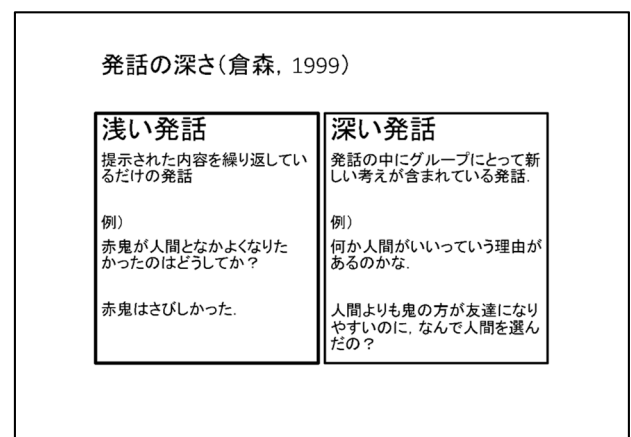 発話の深さ(倉森, 1999)
浅い発話
提示された内容を繰り返してい
るだけの発話
例)
赤鬼が人間となかよくなりた
かったのはどうしてか?
赤鬼はさびしかった.
深い発話
発話の中にグループにとって新
しい考えが含まれている発話.
例)
何か人間がいいっていう理由が
あるのかな.
人間よりも鬼の方が友達になり
やすいのに, なんで人間を選ん
だの?